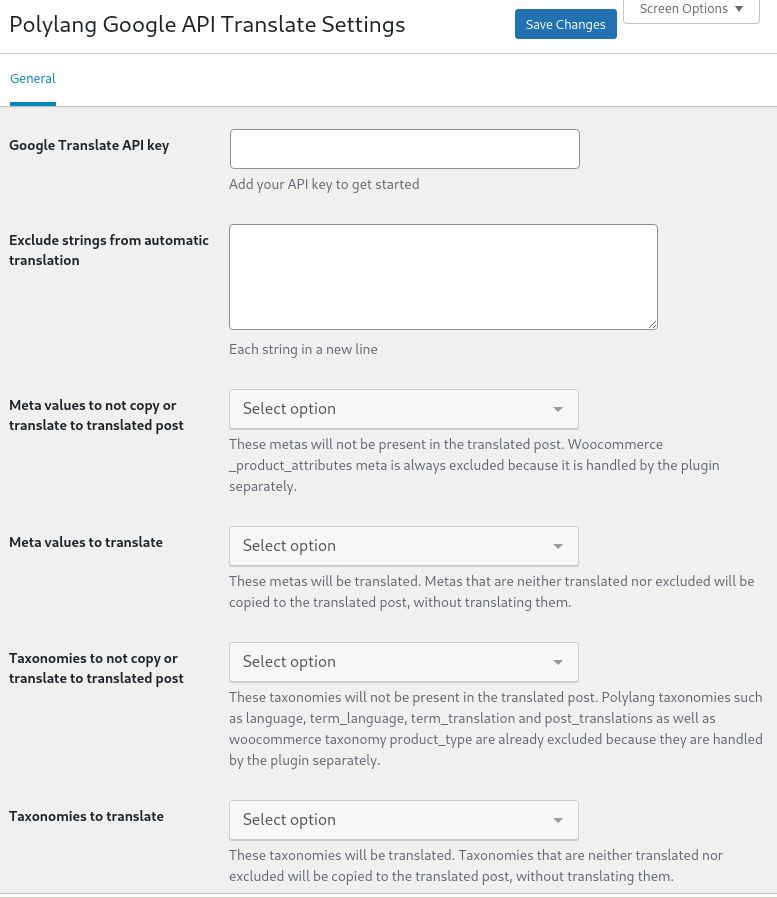 Polylang Google API Translate Settings
Save Changes
Screen Options
General
Google Translate API key
Add your API key to get started
Exclude strings from automatic
translation
Each string in a new line
Meta values to not copy or
translate to translated post
Select option
These metas will not be present in the translated post. Woocommerce
_product_attributes meta is always excluded because it is handled by the plugin
separately.
Meta values to translate
Select option
These metas will be translated. Metas that are neither translated nor excluded will be
copied to the translated post, without translating them.
Taxonomies to not copy or
translate to translated post
Select option
These taxonomies will not be present in the translated post. Polylang taxonomies such
as language, term_language, term_translation and post_translations as well as
woocommerce taxonomy product_type are already excluded because they are handled
by the plugin separately.
Taxonomies to translate
Select option
These taxonomies will be translated. Taxonomies that are neither translated nor
excluded will be copied to the translated post, without translating them.